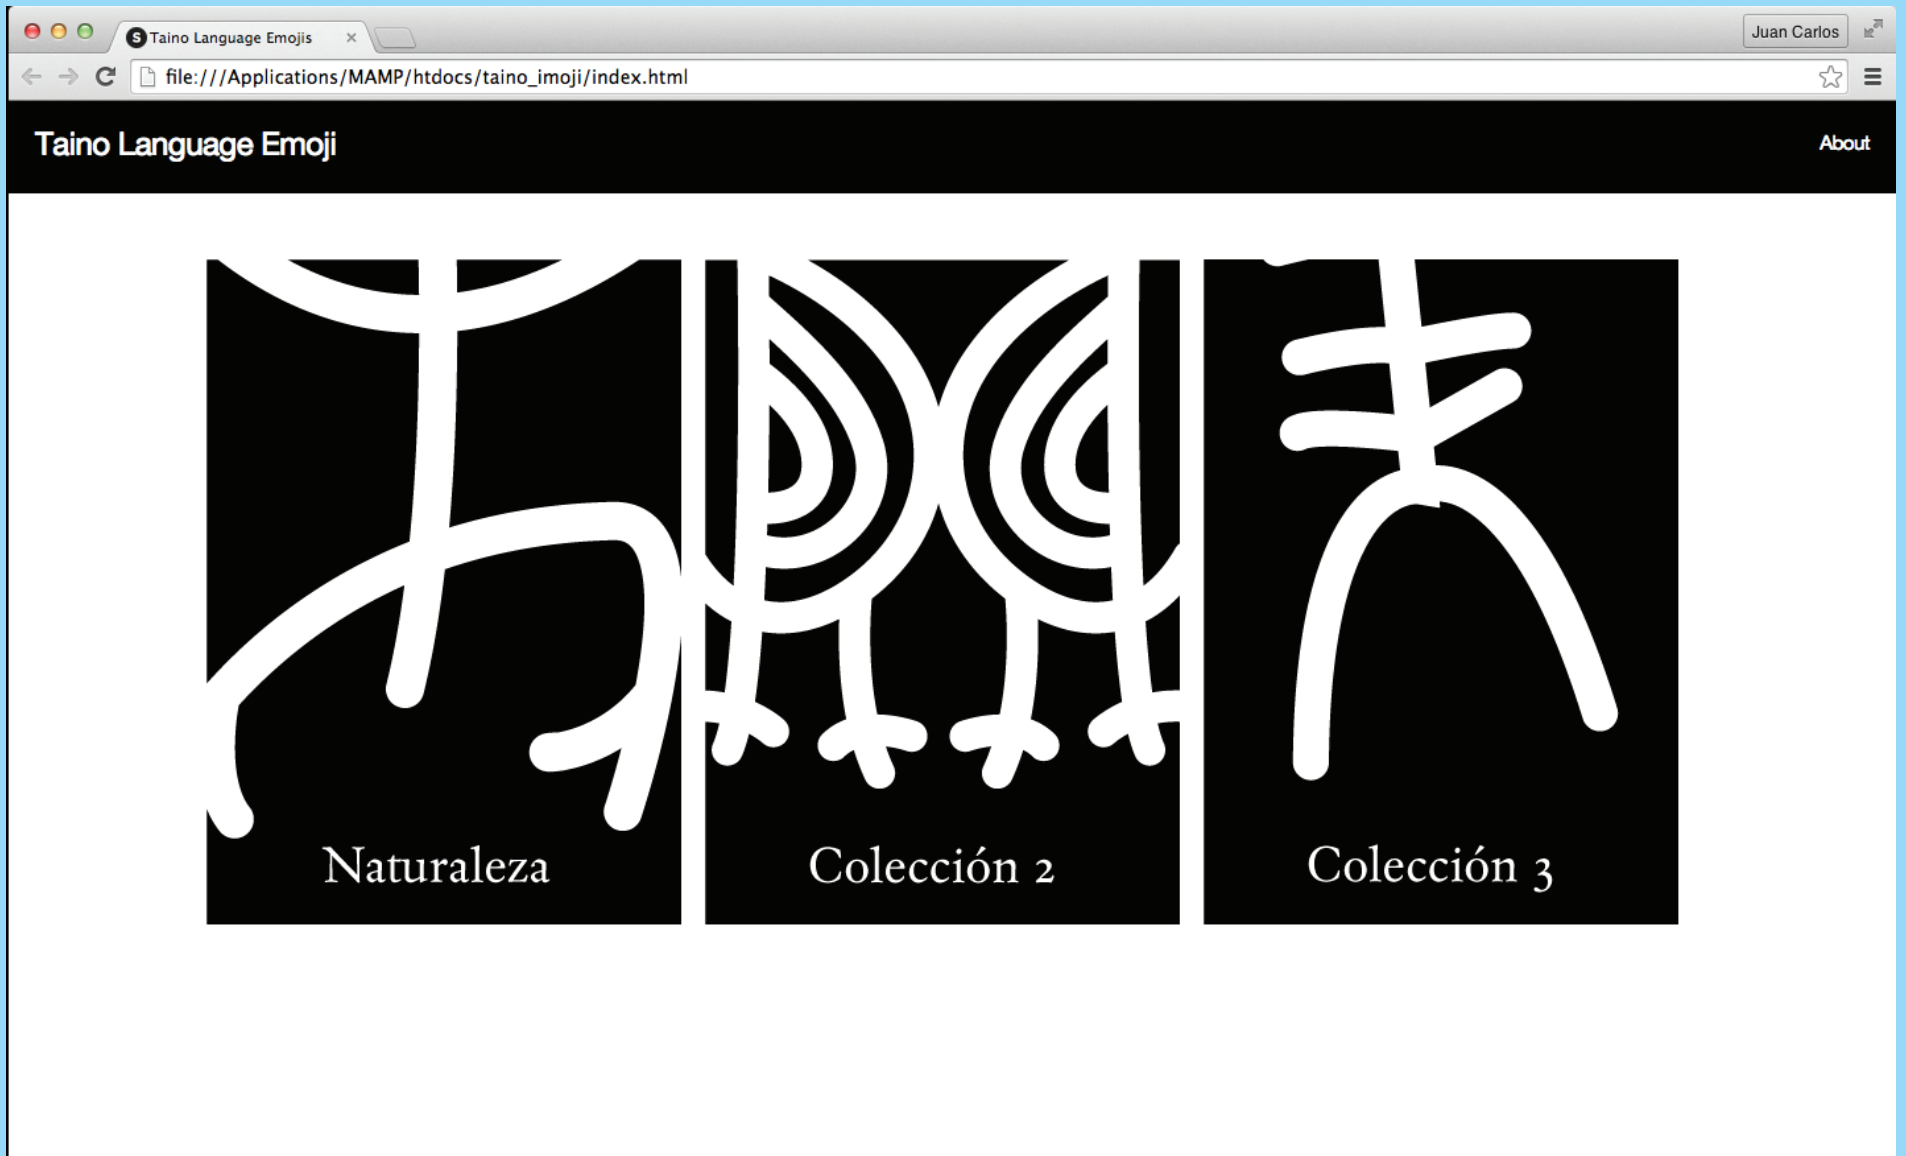 Taino Language Emojis
Juan Carlos
file:///Applications/MAMP/htdocs/taino_imoji/index.html
Taino Language Emoji
About
Naturaleza
Colección 2
Colección 3